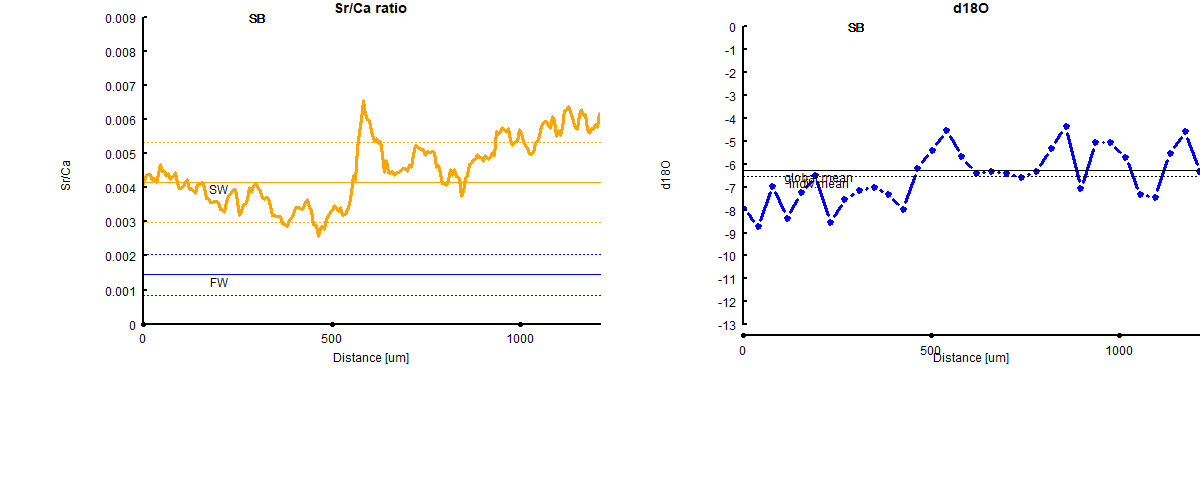 Sr/Ca ratio
SB
0.009
0.008
0.007
0.006
0.005
0.004
0.003
0.002
0.001
0
Sr/Ca
SW
FW
0
500
1000
Distance [um]
d18O
SB
0
-1
-2
-3
-4
-5
-6
-7
-8
-9
-10
-11
-12
-13
d18O
global mean
indiv.mean
0
500
1000
Distance [um]